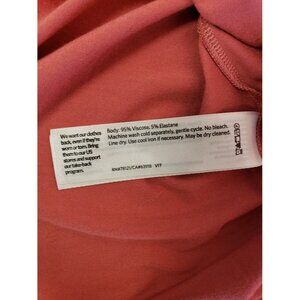 We want our clothes
back, even if they're
worn or torn. Bring
them to our US
stores and support
our take-back
program.
Body: 95% Viscose, 5% Elastane
Machine wash cold separately, gentle cycle. No bleach.
Line dry. Use cool iron if necessary. May be dry cleaned.
VFF